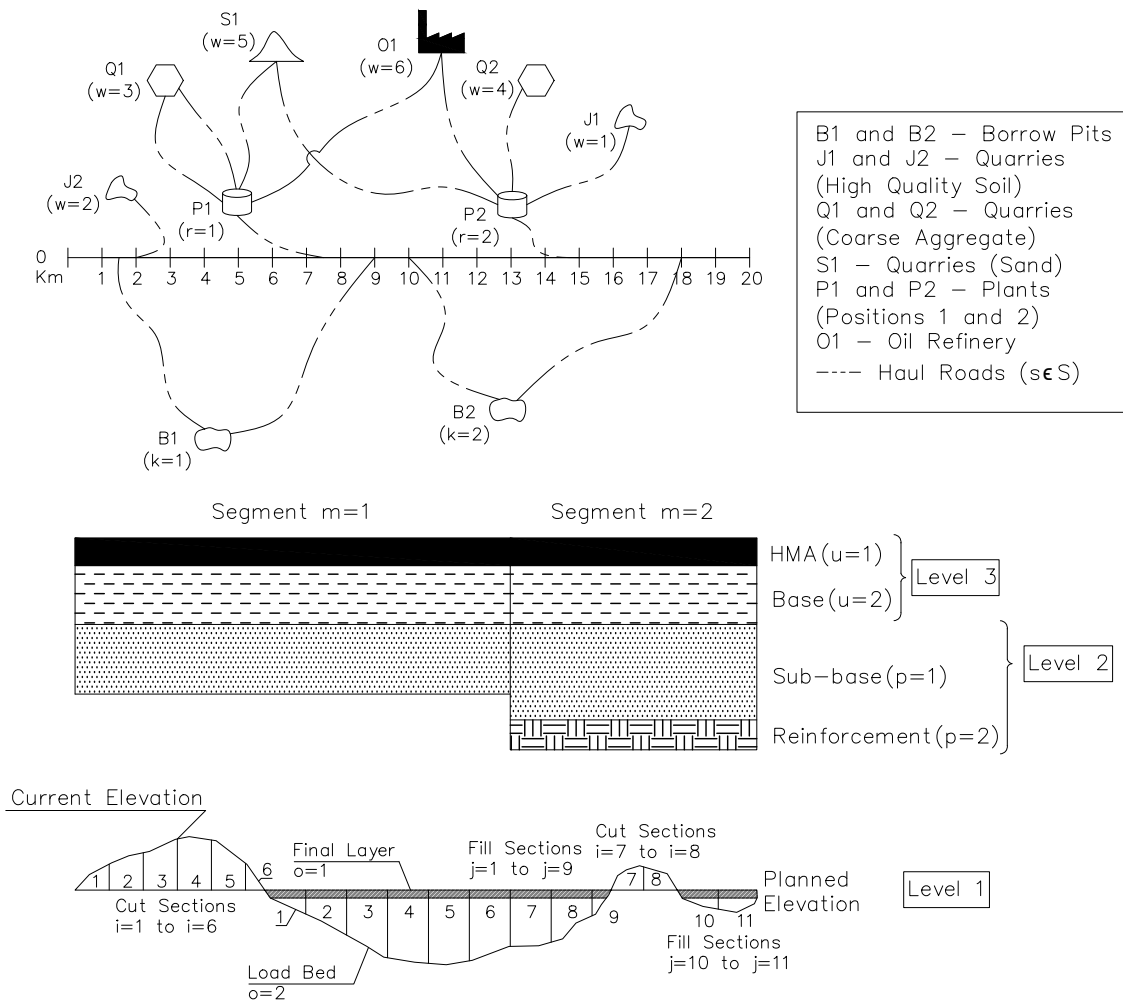 S1
(w=5)
O1
(w=6)
Q1
(w=3)
Q2
(w=4)
J1
(w=1)
J2
(w=2)
P1
(r=1)
P2
(r=2)
0
Km
1 2 3 4 5 6 7 8 9 10 11 12 13 14 15 16 17 18 19 20
B1
(k=1)
B2
(k=2)
B1 and B2 – Borrow Pits
J1 and J2 – Quarries
(High Quality Soil)
Q1 and Q2 – Quarries
(Coarse Aggregate)
S1 – Quarries (Sand)
P1 and P2 – Plants
(Positions 1 and 2)
O1 – Oil Refinery
Haul Roads (sϵS)
Segment m=1
Segment m=2
HMA(u=1)
Base(u=2)
Level 3
Sub-base(p=1)
Reinforcement(p=2)
Level 2
Current Elevation
Final Layer
o=1
Fill Sections
j=1 to j=9
Cut Sections
i=7 to i=8
1 2 3 4 5 6
7 8
Planned
Elevation
Level 1
Cut Sections
i=1 to i=6
1 2 3 4 5 6 7 8 9
10 11
Fill Sections
j=10 to j=11
Load Bed
o=2